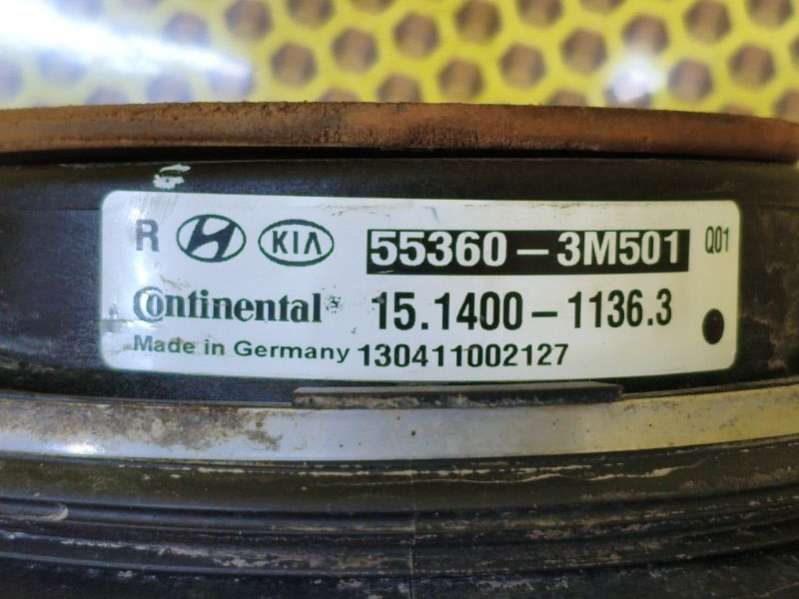 R H KIA 55360-3M501 Q01
Continental 15.1400-1136.3
Made in Germany 130411002127